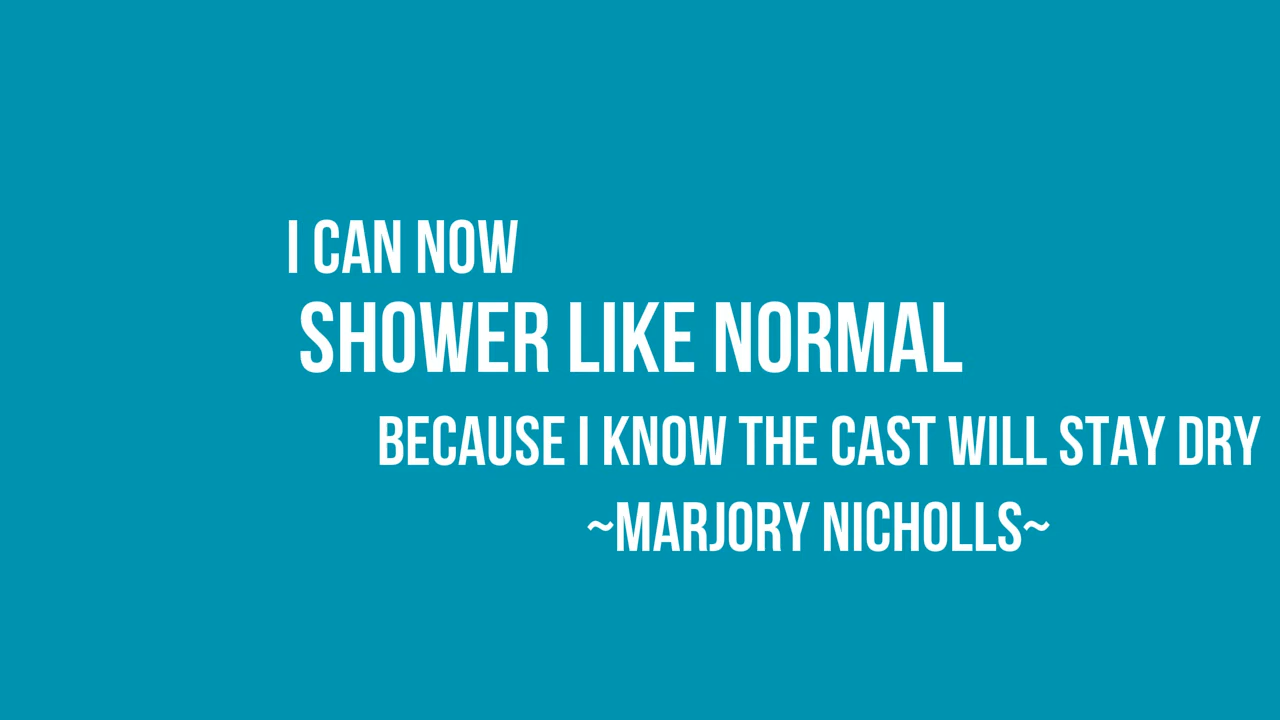 I CAN NOW
SHOWER LIKE NORMAL
BECAUSE I KNOW THE CAST WILL STAY DRY
~MARJORY NICHOLLS~